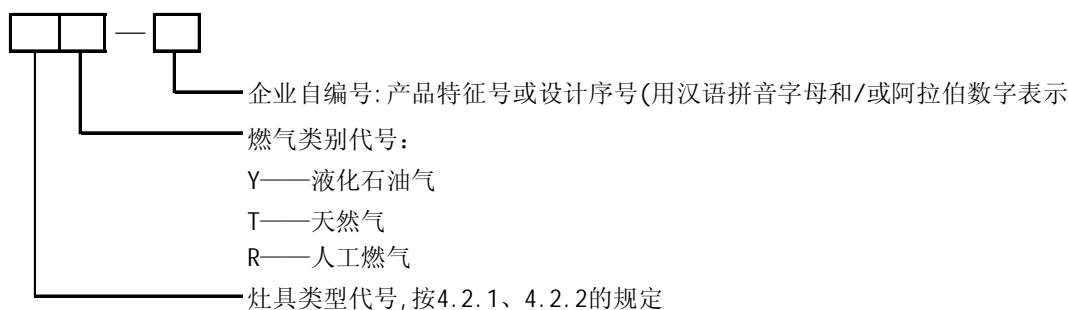 —
企业自编号:产品特征号或设计序号(用汉语拼音字母和/或阿拉伯数字表示
燃气类别代号：
Y——液化石油气
T——天然气
R——人工燃气
灶具类型代号,按4.2.1、4.2.2的规定